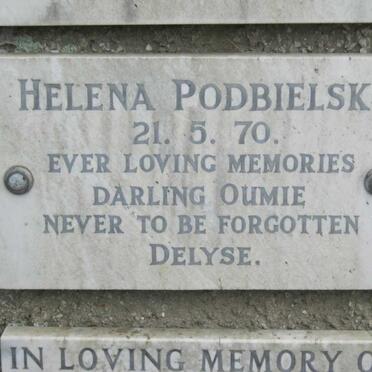 HELENA PODBIELSK
21. 5. 70.
EVER LOVING MEMORIES
DARLING OUMIE
NEVER TO BE FORGOTTEN
DELYSE.
IN LOVING MEMORY O